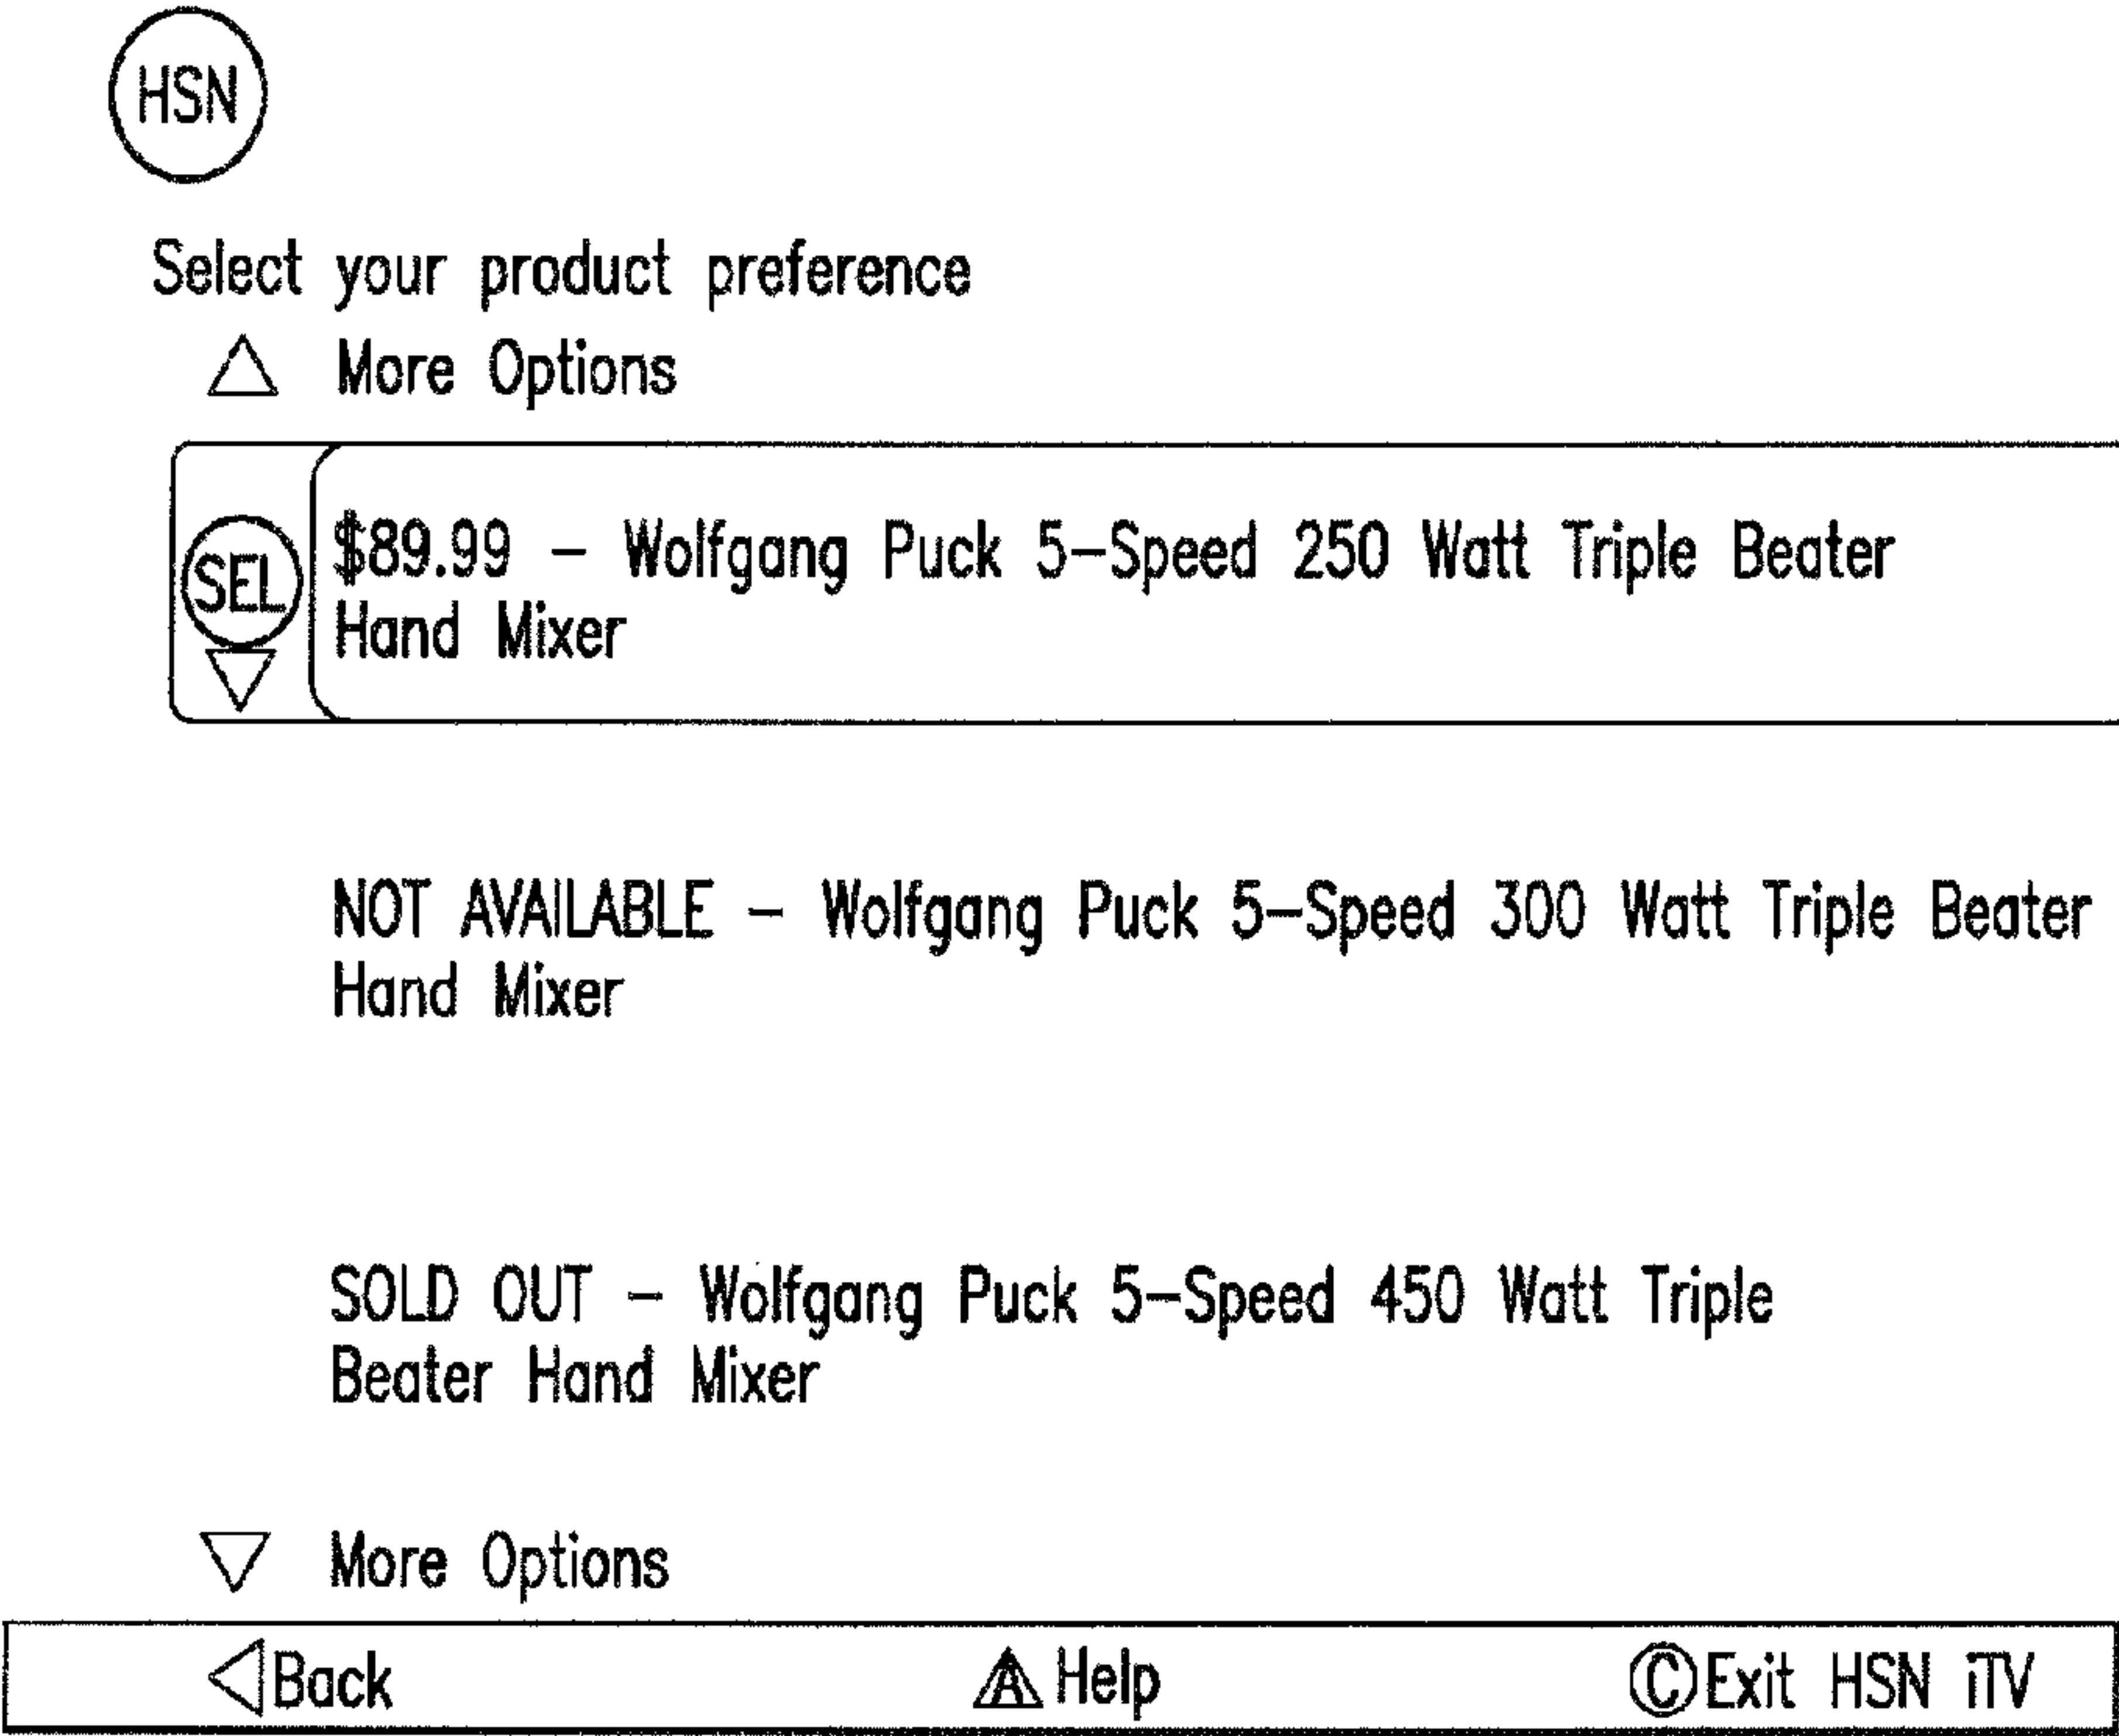 HSN
Select your product preference
More Options
SEL
$89.99 – Wolfgang Puck 5–Speed 250 Watt Triple Beater
Hand Mixer
NOT AVAILABLE – Wolfgang Puck 5–Speed 300 Watt Triple Beater
Hand Mixer
SOLD OUT – Wolfgang Puck 5–Speed 450 Watt Triple
Beater Hand Mixer
More Options
Back A Help C Exit HSN iTV